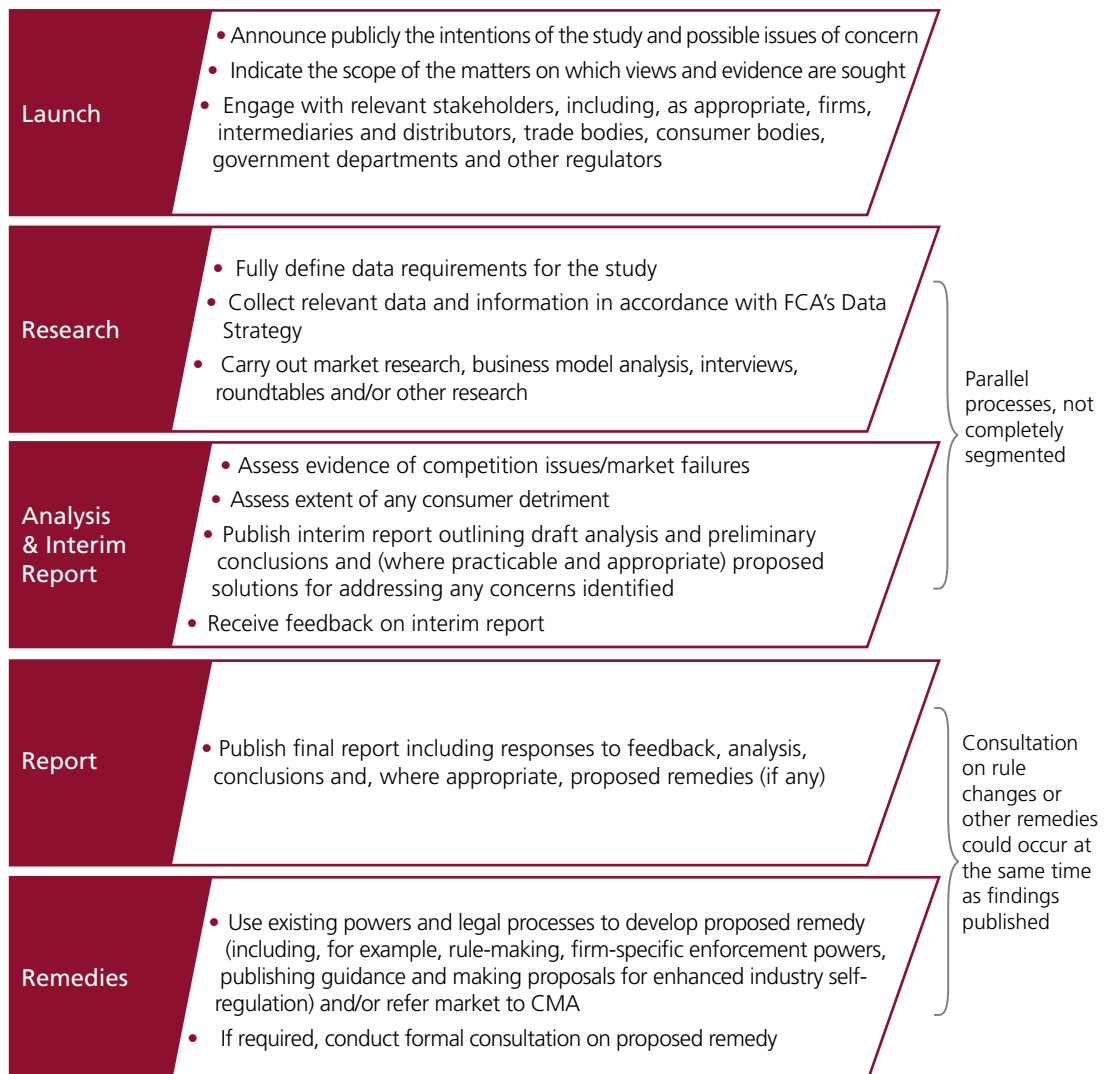 Launch
• Announce publicly the intentions of the study and possible issues of concern
• Indicate the scope of the matters on which views and evidence are sought
• Engage with relevant stakeholders, including, as appropriate, firms,
intermediaries and distributors, trade bodies, consumer bodies,
government departments and other regulators
Research
• Fully define data requirements for the study
• Collect relevant data and information in accordance with FCA's Data
Strategy
• Carry out market research, business model analysis, interviews,
roundtables and/or other research
Analysis
& Interim
Report
• Assess evidence of competition issues/market failures
• Assess extent of any consumer detriment
• Publish interim report outlining draft analysis and preliminary
conclusions and (where practicable and appropriate) proposed
solutions for addressing any concerns identified
• Receive feedback on interim report
Parallel
processes, not
completely
segmented
Report
• Publish final report including responses to feedback, analysis,
conclusions and, where appropriate, proposed remedies (if any)
Remedies
• Use existing powers and legal processes to develop proposed remedy
(including, for example, rule-making, firm-specific enforcement powers,
publishing guidance and making proposals for enhanced industry self-
regulation) and/or refer market to CMA
• If required, conduct formal consultation on proposed remedy
Consultation
on rule
changes or
other remedies
could occur at
the same time
as findings
published